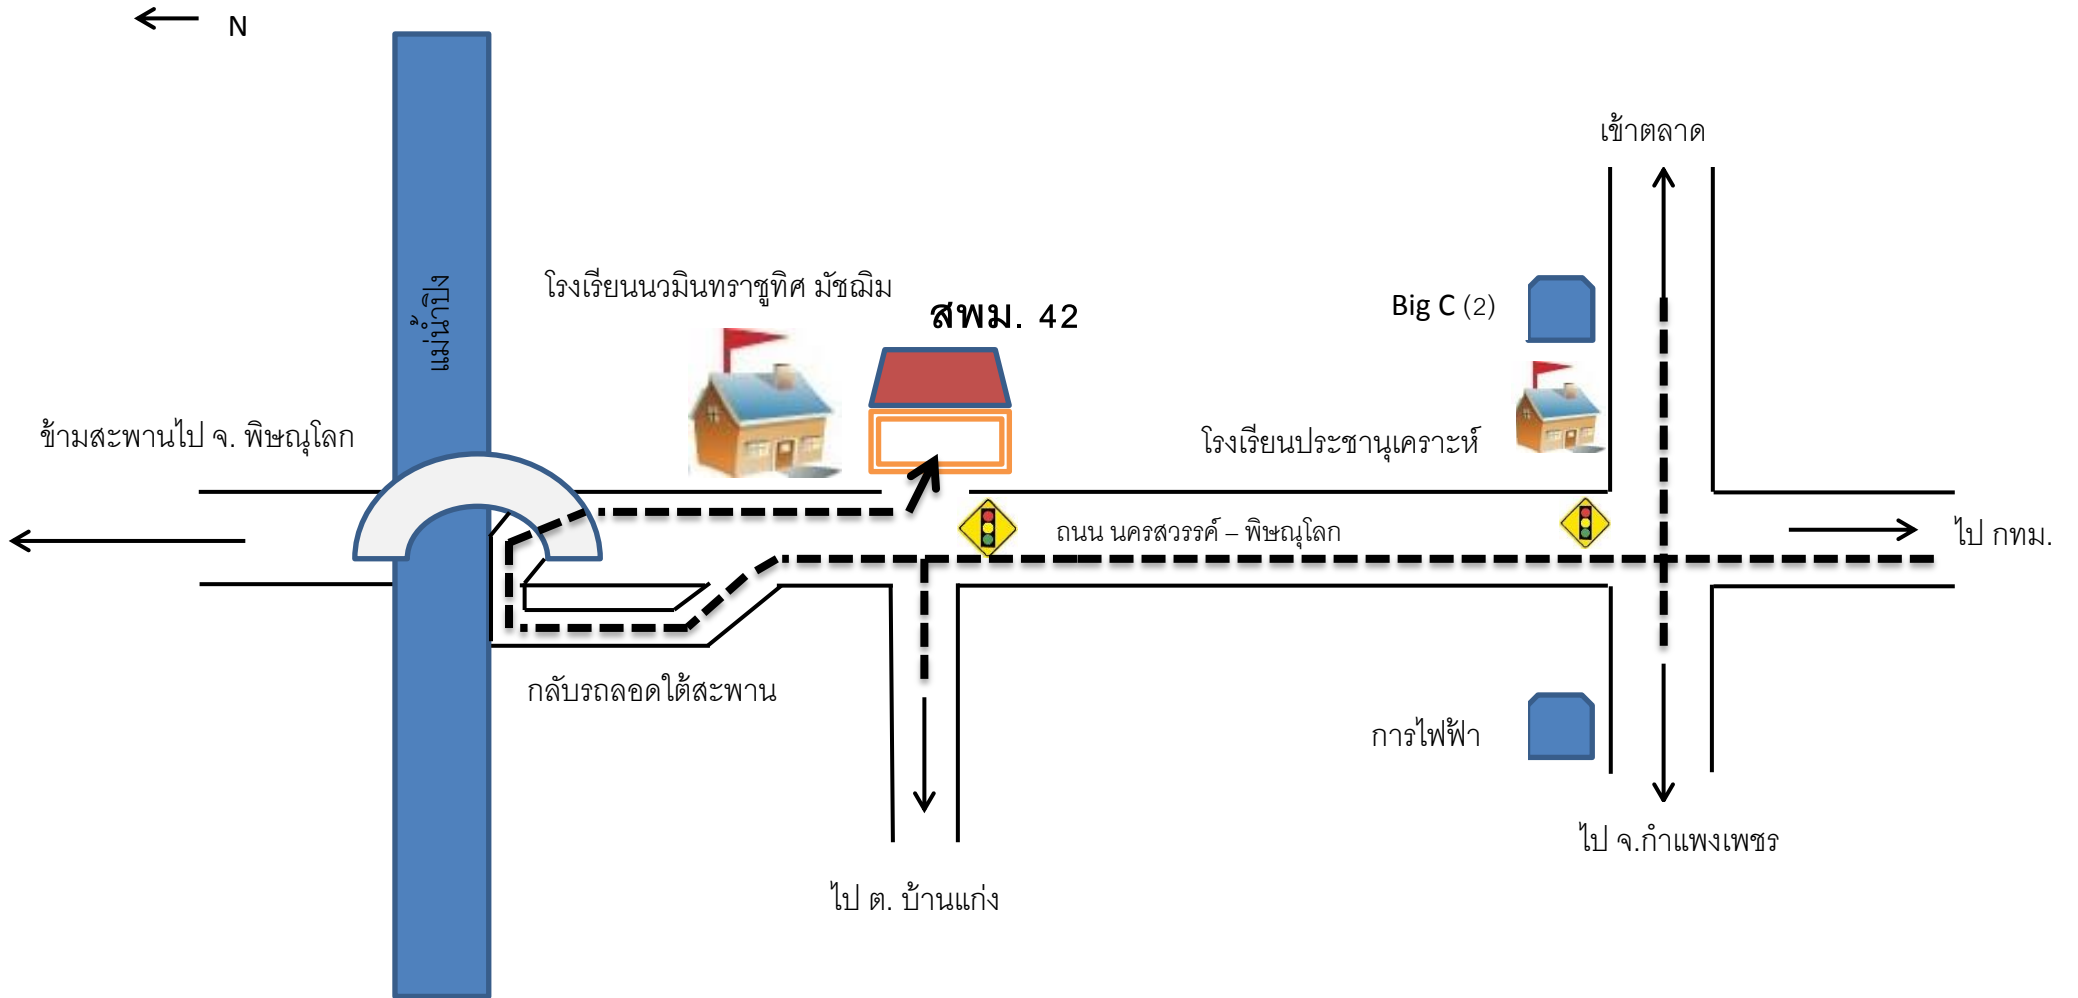 N
เข้าตลาด
โรงเรียนนวมินทราชูทิศ มัชฌิม
แม่น้ำปิง
สพม. 42
Big C (2)
ข้ามสะพานไป จ. พิษณุโลก
โรงเรียนประชานุเคราะห์
ถนน นครสวรรค์ – พิษณุโลก
ไป กทม.
กลับรถลอดใต้สะพาน
การไฟฟ้า
ไป จ.กำแพงเพชร
ไป ต. บ้านแก่ง